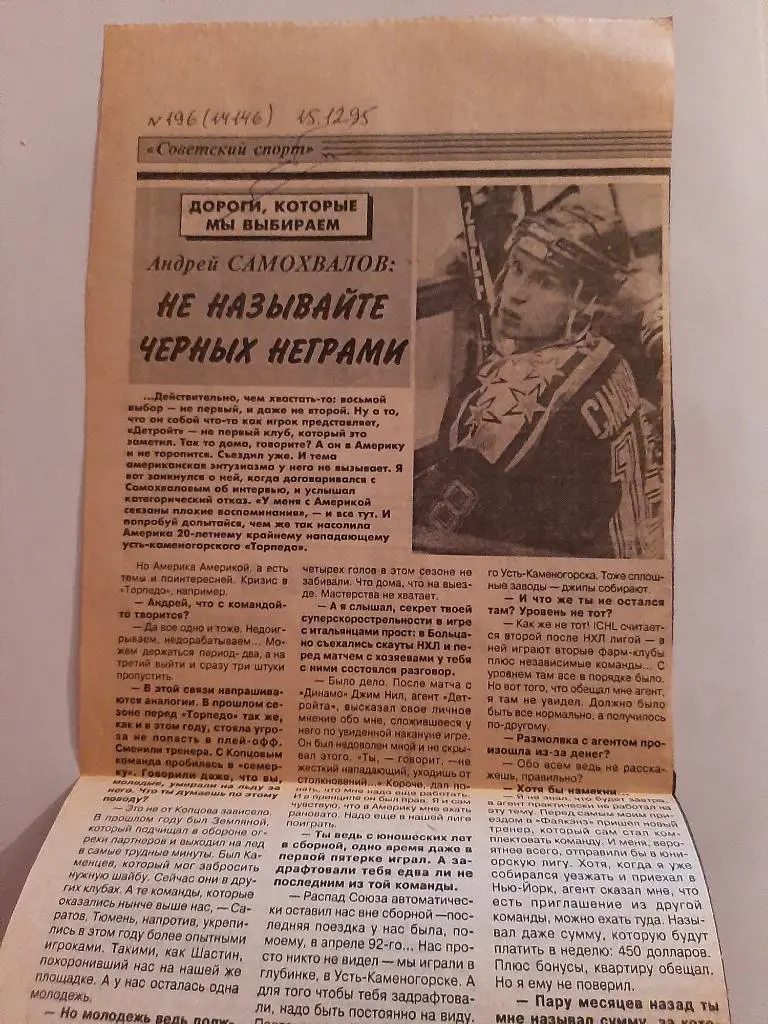 N 196 (14146) 15.12.95
«Советский спорт»
ДОРОГИ, КОТОРЫЕ
МЫ ВЫБИРАЕМ
Андрей САМОХВАЛОВ:
НЕ НАЗЫВАЙТЕ
ЧЕРНЫХ НЕГРАМИ
...Действительно, чем хвастать-то: восьмой
выбор — не первый, и даже не второй. Ну а то,
что он собой что-то как игрок представляет,
«Детройт» — не первый клуб, который это
заметил. Так то дома, говорите? А он в Америку
и не торопится. Съездил уже. И тема
американская энтузиазма у него не вызывает. Я
вот заикнулся о ней, когда договаривался с
Самохваловым об интервью, и услышал
категорический отказ. «У меня с Америкой
связаны плохие воспоминания», — и все тут. И
попробуй допытайся, чем же так насолила
Америка 20-летнему крайнему нападающему
усть-каменогорского «Торпедо».
Но Америка Америкой, а есть
темы и поинтересней. Кризис в
«Торпедо», например.
— Андрей, что с командой-
то творится?
— Да все одно и тоже. Недоиг-
рываем, недорабатываем... Мо-
жем держаться период-два, а на
третий выйти и сразу три штуки
пропустить.
— В этой связи напрашива-
ются аналогии. В прошлом се-
зоне перед «Торпедо» так же,
как и в этом году, стояла угро-
за не попасть в плей-офф.
Сменили тренера. С Копцовым
команда пробилась в «семер-
ку». Говорили даже, что вы,
молодые, умирали на льду за
него. Что ты думаешь по этому
поводу?
— Это не от Копцова зависело.
В прошлом году был Земляной,
который подчищал в обороне ог-
рехи партнеров и выходил на лед
в самые трудные минуты. Был Ка-
менцев, который мог забросить
нужную шайбу. Сейчас они в дру-
гих клубах. А те команды, которые
оказались нынче выше нас, — Са-
ратов, Тюмень, напротив, укрепи-
лись в этом году более опытными
игроками. Такими, как Шастин,
похоронивший нас на нашей же
площадке. А у нас осталась одна
молодежь.
— Но молодежь ведь долж-
четырех голов в этом сезоне не
забивали. Что дома, что на выез-
де. Мастерства не хватает.
— А я слышал, секрет твоей
суперскорострельности в игре
с итальянцами прост: в Больца-
но съехались скауты НХЛ и пе-
ред матчем с хозяевами у тебя
с ними состоялся разговор.
— Было дело. После матча с
«Динамо» Джим Нил, агент «Дет-
ройта», высказал свое личное
мнение обо мне, сложившееся у
него по увиденной накануне игре.
Он был недоволен мной и не скры-
вал этого. «Ты, — говорит, — не
жесткий нападающий, уходишь от
столкновений...» Короче, дал по-
нять, что мне надо еще работать.
И в принципе он был прав. Я и сам
чувствую, что в Америку мне ехать
рановато. Надо еще в нашей лиге
поиграть.
— Ты ведь с юношеских лет
в сборной, одно время даже в
первой пятерке играл. А за-
драфтовали тебя едва ли не
последним из той команды.
— Распад Союза автоматичес-
ки оставил нас вне сборной —пос-
ледняя поездка у нас была, по-
моему, в апреле 92-го... Нас про-
сто никто не видел — мы играли в
глубинке, в Усть-Каменогорске. А
для того чтобы тебя задрафтова-
ли, надо быть постоянно на виду.
го Усть-Каменогорска. Тоже сплош-
ные заводы — джипы собирают.
— И что же ты не остался
там? Уровень не тот?
— Как же не тот! ICHL считает-
ся второй после НХЛ лигой — в
ней играют вторые фарм-клубы
плюс независимые команды... С
уровнем там все в порядке было.
Но вот того, что обещал мне агент,
я там не увидел. Должно было
быть все нормально, а получилось
по-другому.
— Размолвка с агентом про-
изошла из-за денег?
— Обо всем ведь не расска-
жешь, правильно?
— Хотя бы намекни...
— Я не знал, что будет завтра,
а агент практически не работал на
эту тему. Перед самым моим при-
ездом в «Фалкэнз» пришел новый
тренер, который сам стал ком-
плектовать команду. И меня, веро-
ятнее всего, отправили бы в юни-
орскую лигу. Хотя, когда я уже
собирался уезжать и приехал в
Нью-Йорк, агент сказал мне, что
есть приглашение из другой
команды, можно ехать туда. Назы-
вал даже сумму, которую будут
платить в неделю: 450 долларов.
Плюс бонусы, квартиру обещал.
Но я ему не поверил.
— Пару месяцев назад ты
мне называл сумму, за кото-